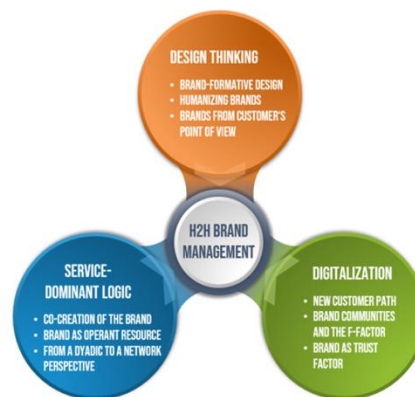 DESIGN THINKING
• BRAND-FORMATIVE DESIGN
• HUMANIZING BRANDS
• BRANDS FROM CUSTOMER'S
POINT OF VIEW
H2H BRAND
MANAGEMENT
SERVICE-
DOMINANT LOGIC
• CO-CREATION OF THE BRAND
• BRAND AS OPERANT RESOURCE
• FROM A DYADIC TO A NETWORK
PERSPECTIVE
DIGITALIZATION
• NEW CUSTOMER PATH
• BRAND COMMUNITIES
AND THE F-FACTOR
• BRAND AS TRUST
FACTOR